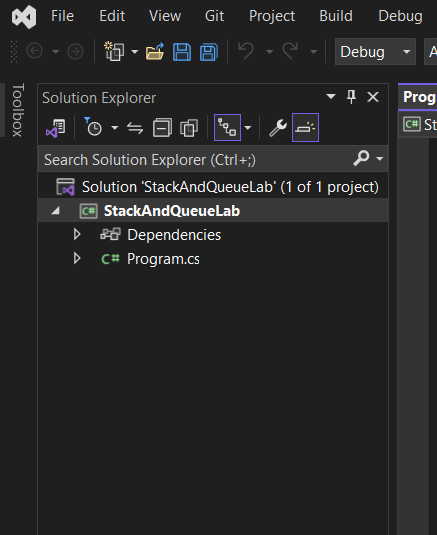 File Edit View Git Project Build Debug
Debug
Toolbox
Solution Explorer
Search Solution Explorer (Ctrl+;)
Solution 'StackAndQueueLab' (1 of 1 project)
C# StackAndQueueLab
Dependencies
C# Program.cs
Prog
C# St